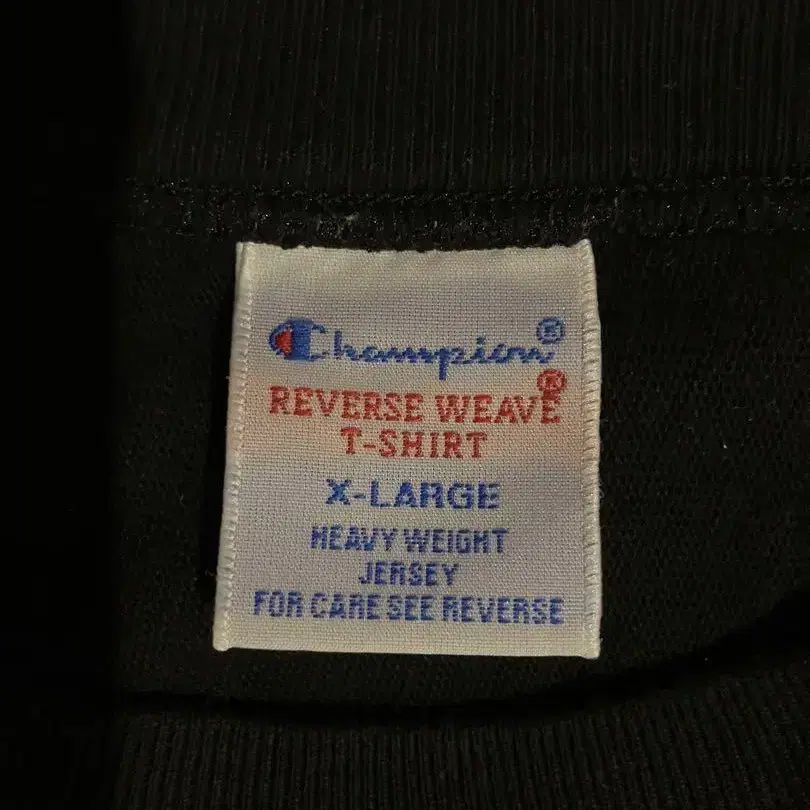 Champion®
REVERSE WEAVE®
T-SHIRT
X-LARGE
HEAVY WEIGHT
JERSEY
FOR CARE SEE REVERSE